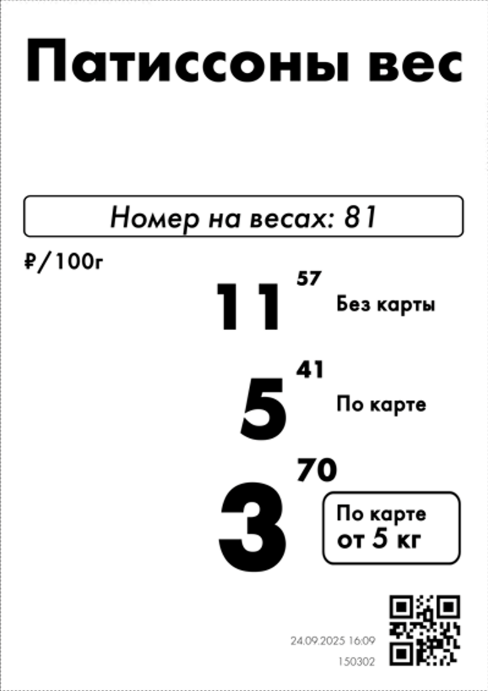 Патиссоны вес
Номер на весах: 81
₽/100г
11 57 Без карты
5 41 По карте
3 70 По карте
от 5 кг
24.09.2025 16:09
150302